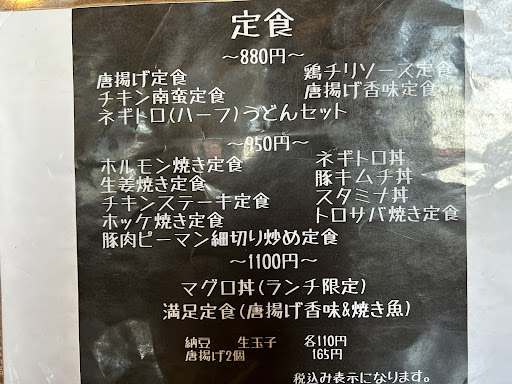 定食
〜880円〜
唐揚げ定食 鶏チリソース定食
チキン南蛮定食 唐揚げ香味定食
ネギトロ(ハーフ)うどんセット
〜950円〜
ホルモン焼き定食 ネギトロ丼
生姜焼き定食 豚キムチ丼
チキンステーキ定食 スタミナ丼
ホッケ焼き定食 トロサバ焼き定食
豚肉ピーマン細切り炒め定食
〜1100円〜
マグロ丼(ランチ限定)
満足定食(唐揚げ香味&焼き魚)
納豆 生玉子 各110円
唐揚げ2個 165円
税込み表示になります。